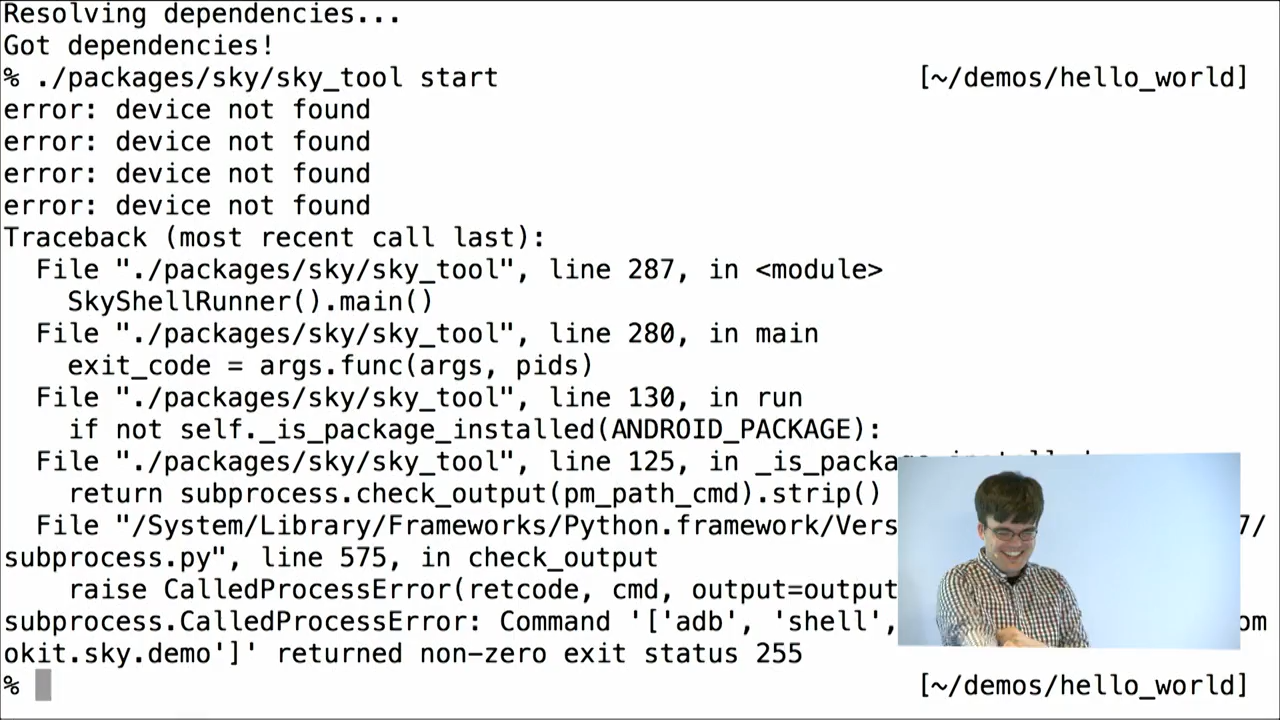 Resolving dependencies...
Got dependencies!
% ./packages/sky/sky_tool start [~/demos/hello_world]
error: device not found
error: device not found
error: device not found
error: device not found
Traceback (most recent call last):
File "./packages/sky/sky_tool", line 287, in <module>
SkyShellRunner().main()
File "./packages/sky/sky_tool", line 280, in main
exit_code = args.func(args, pids)
File "./packages/sky/sky_tool", line 130, in run
if not self._is_package_installed(ANDROID_PACKAGE):
File "./packages/sky/sky_tool", line 125, in _is_packa
return subprocess.check_output(pm_path_cmd).strip()
File "/System/Library/Frameworks/Python.framework/Vers 7/
subprocess.py", line 575, in check_output
raise CalledProcessError(retcode, cmd, output=output
subprocess.CalledProcessError: Command '['adb', 'shell', om
okit.sky.demo']' returned non-zero exit status 255
% [~/demos/hello_world]